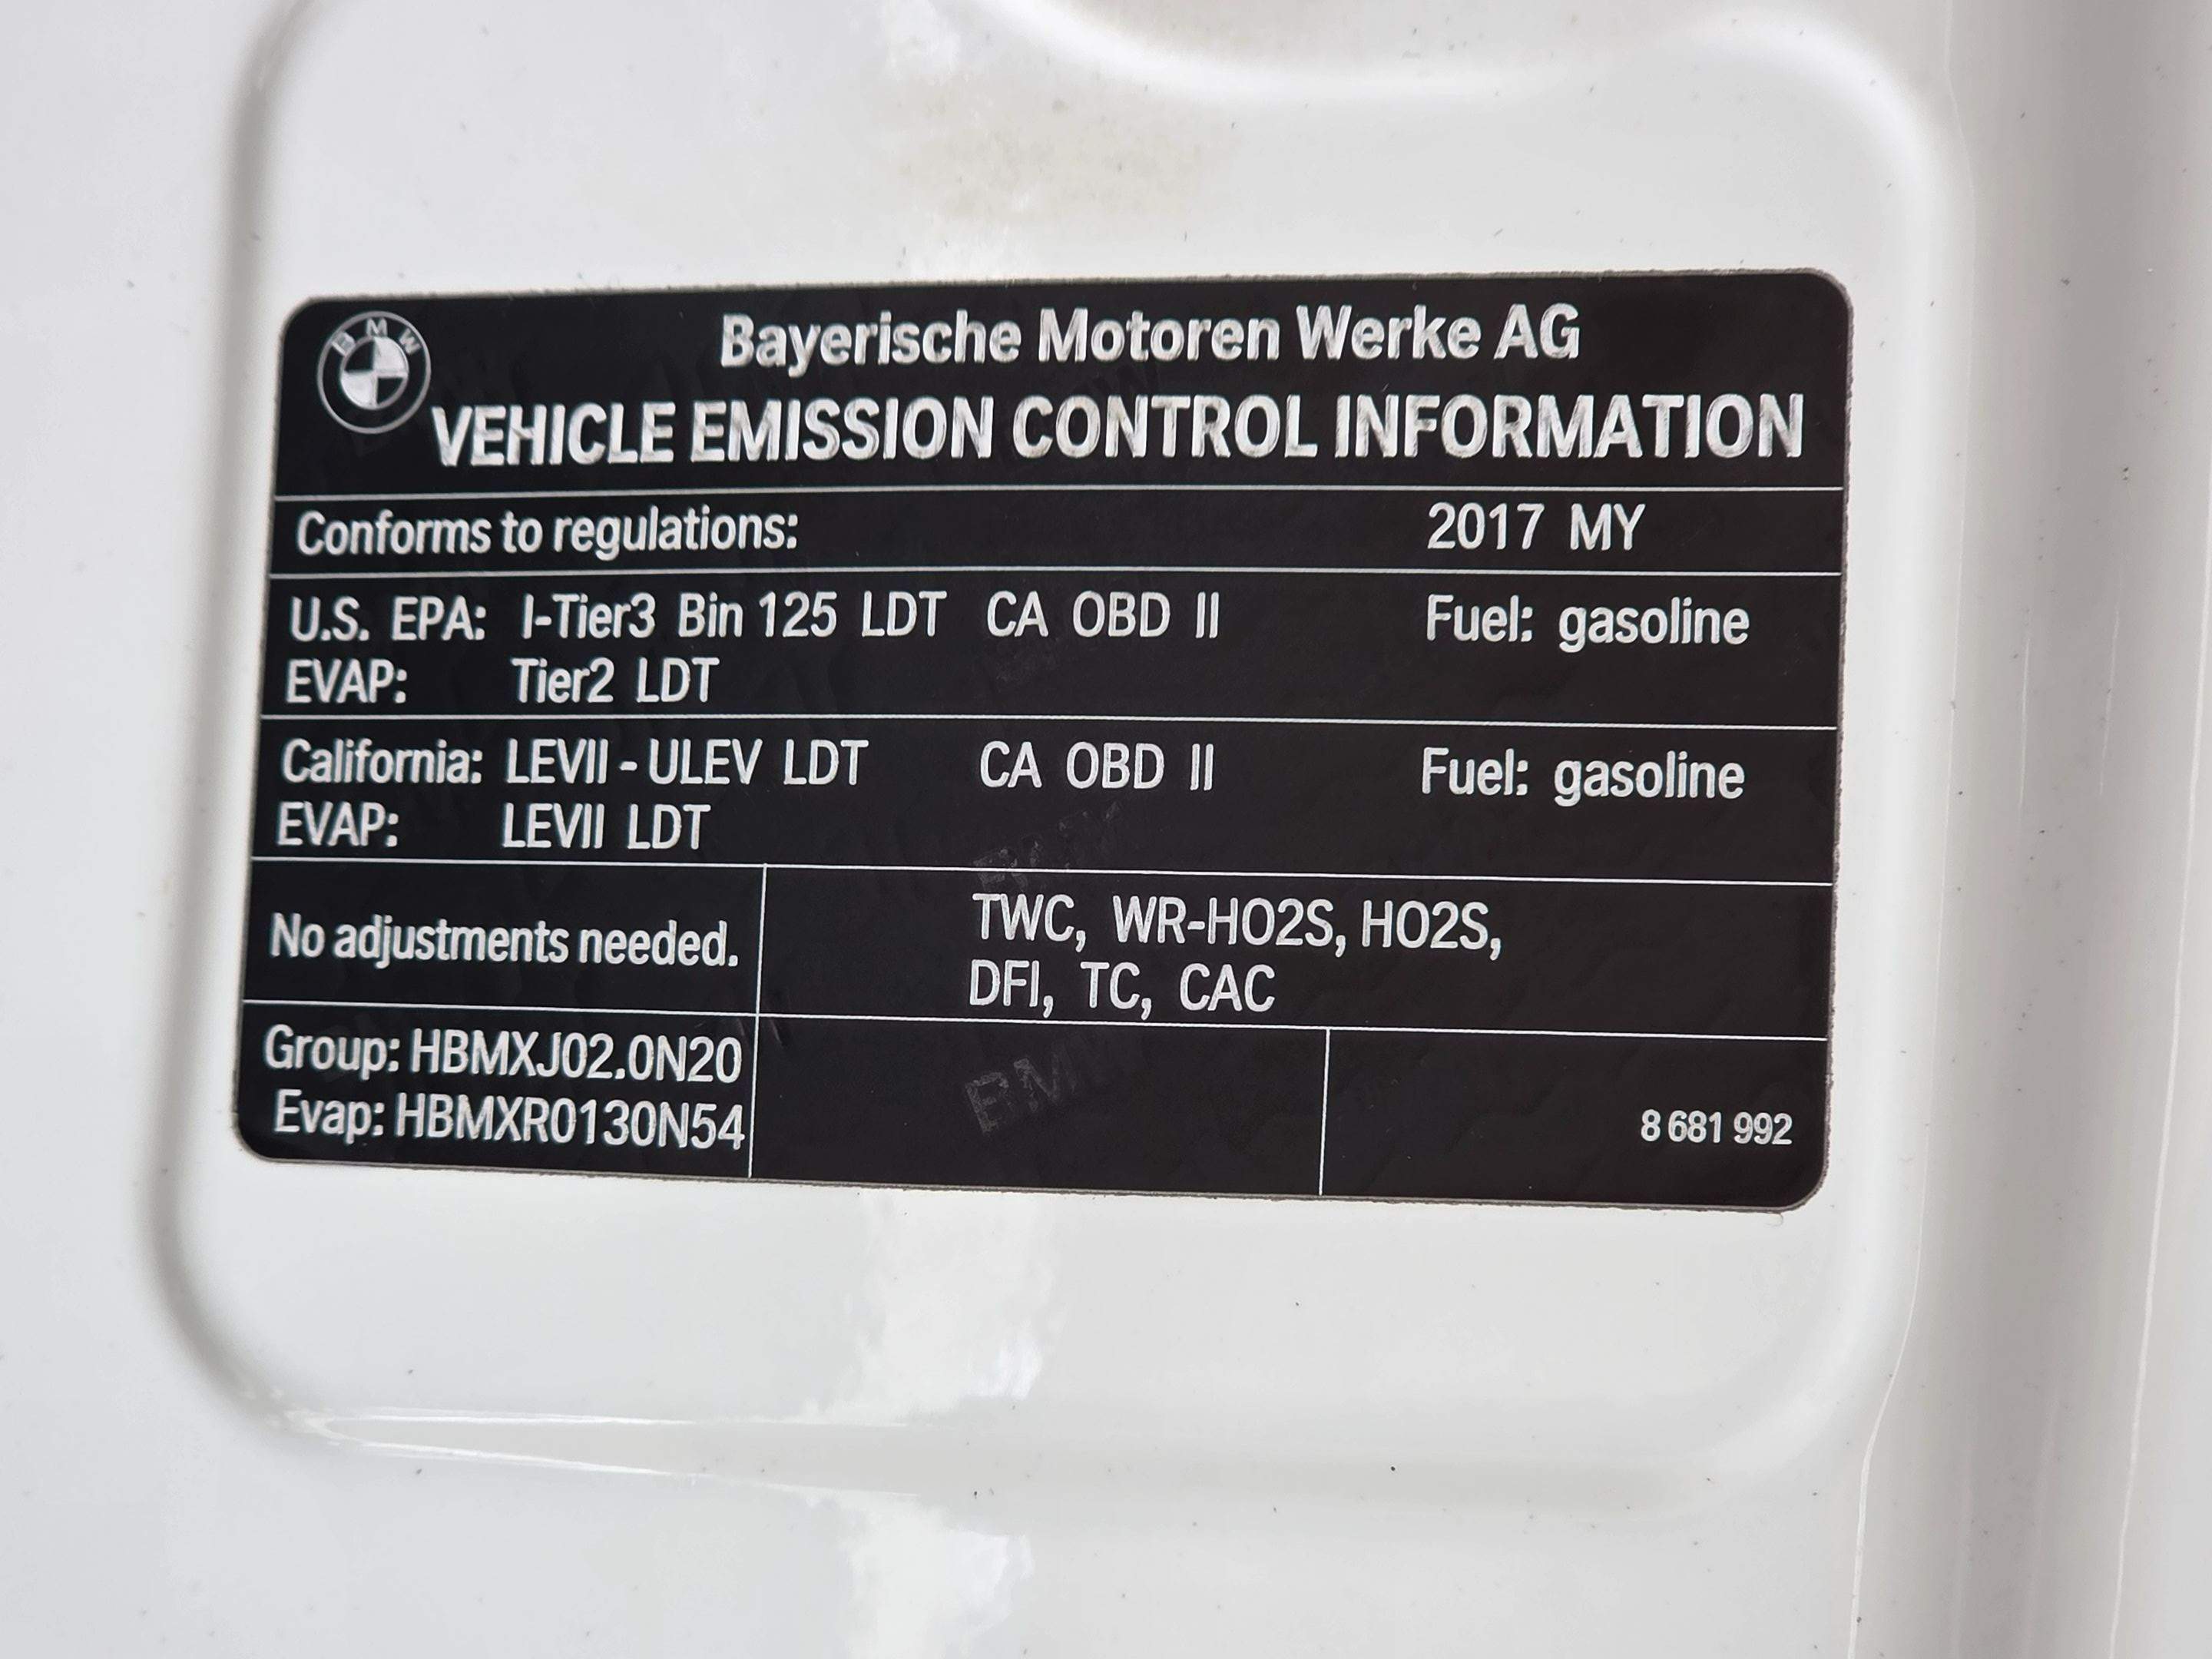 BMW
Bayerische Motoren Werke AG
VEHICLE EMISSION CONTROL INFORMATION
Conforms to regulations: 2017 MY
U.S. EPA: I-Tier3 Bin 125 LDT CA OBD II Fuel: gasoline
EVAP: Tier2 LDT
California: LEVII - ULEV LDT CA OBD II Fuel: gasoline
EVAP: LEVII LDT
No adjustments needed.
TWC, WR-HO2S, HO2S,
DFI, TC, CAC
Group: HBMXJ02.0N20
Evap: HBMXR0130N54
8 681 992